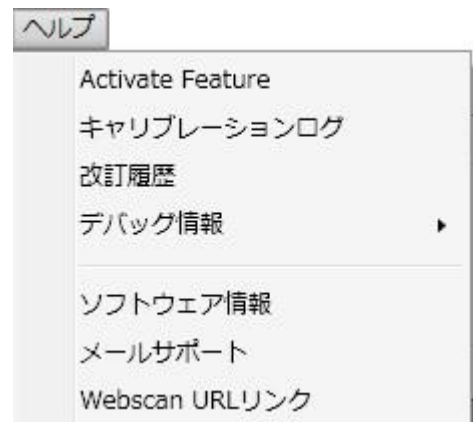 ヘルプ
Activate Feature
キャリブレーションログ
改訂履歴
デバッグ情報
ソフトウェア情報
メールサポート
Webscan URLリンク